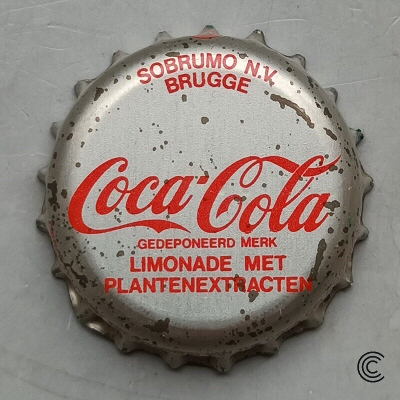 SOBRUMO N.V.
BRUGGE
Coca-Cola
GEDEPONEERD MERK
LIMONADE MET
PLANTENEXTRACTEN